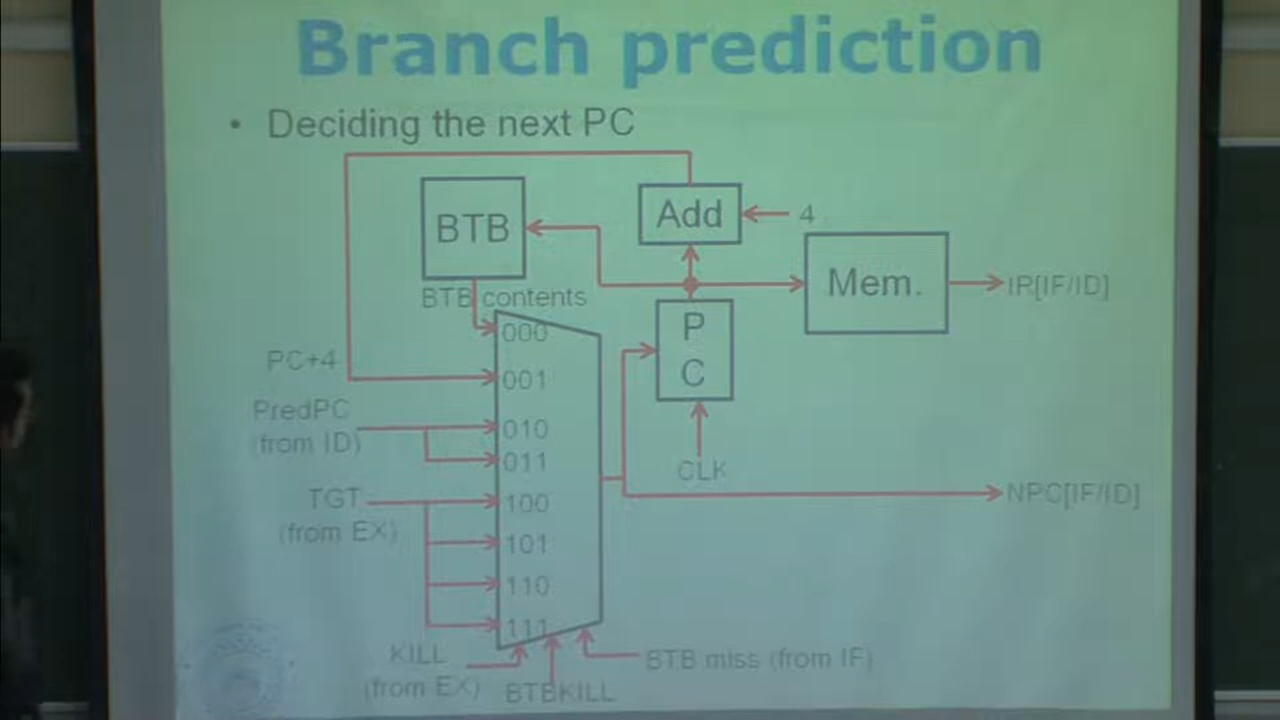 Branch prediction
• Deciding the next PC
BTB
Add
4
Mem.
IR[IF/ID]
BTB contents
P
C
000
PC+4
001
PredPC
(from ID)
010
011
CLK
TGT
(from EX)
100
NPC[IF/ID]
101
110
111
KILL
(from EX)
BTBKILL
BTB miss (from IF)